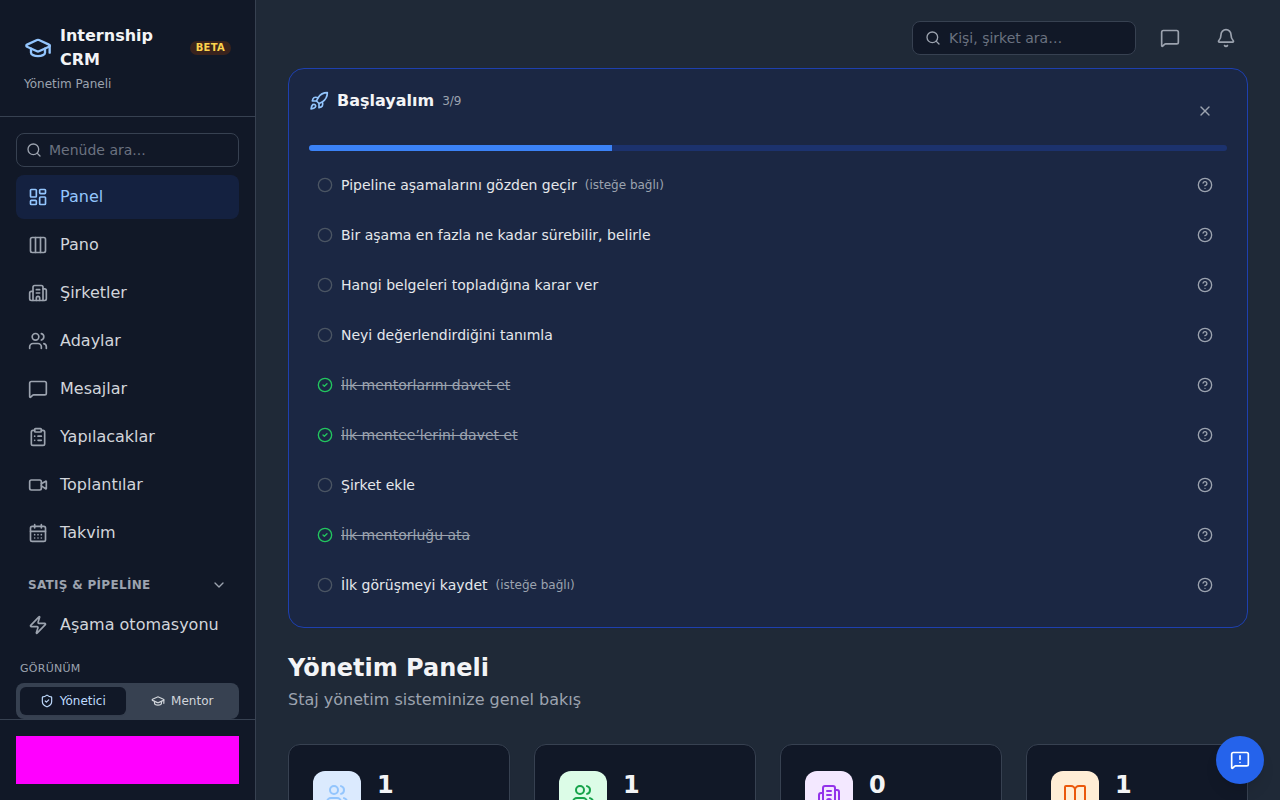 Internship
CRM
BETA
Yönetim Paneli
Menüde ara...
Panel
Pano
Şirketler
Adaylar
Mesajlar
Yapılacaklar
Toplantılar
Takvim
SATIŞ & PİPELİNE
Aşama otomasyonu
GÖRÜNÜM
Yönetici
Mentor
Kişi, şirket ara...
Başlayalım 3/9
Pipeline aşamalarını gözden geçir (isteğe bağlı)
Bir aşama en fazla ne kadar sürebilir, belirle
Hangi belgeleri topladığına karar ver
Neyi değerlendirdiğini tanımla
İlk mentorlarını davet et
İlk mentee’lerini davet et
Şirket ekle
İlk mentorluğu ata
İlk görüşmeyi kaydet (isteğe bağlı)
Yönetim Paneli
Staj yönetim sisteminize genel bakış
1
1
0
1